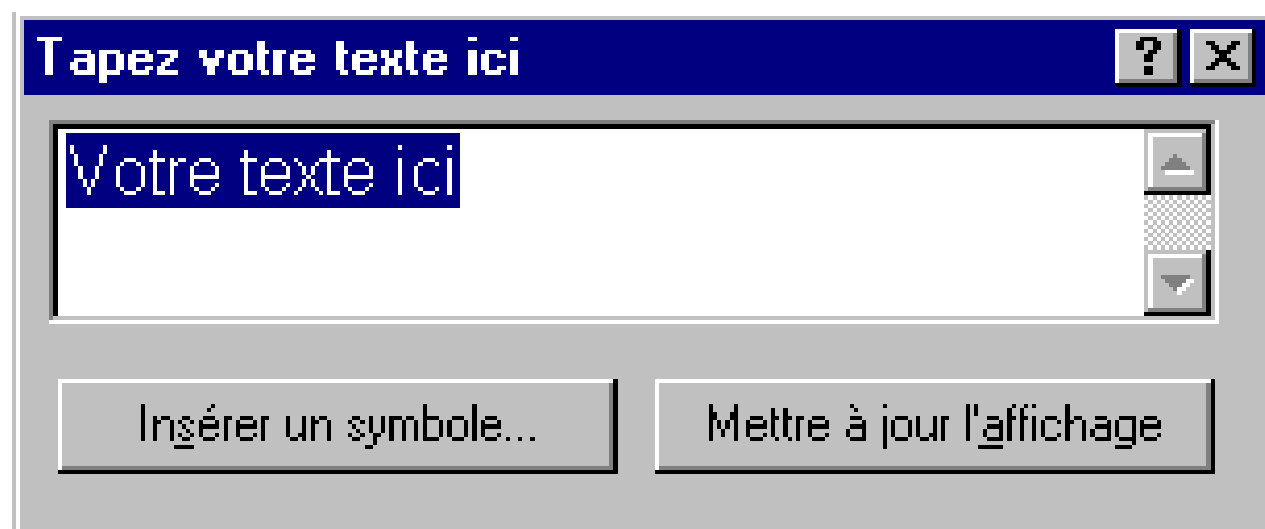 Tapez votre texte ici
Votre texte ici
Insérer un symbole... Mettre à jour l'affichage